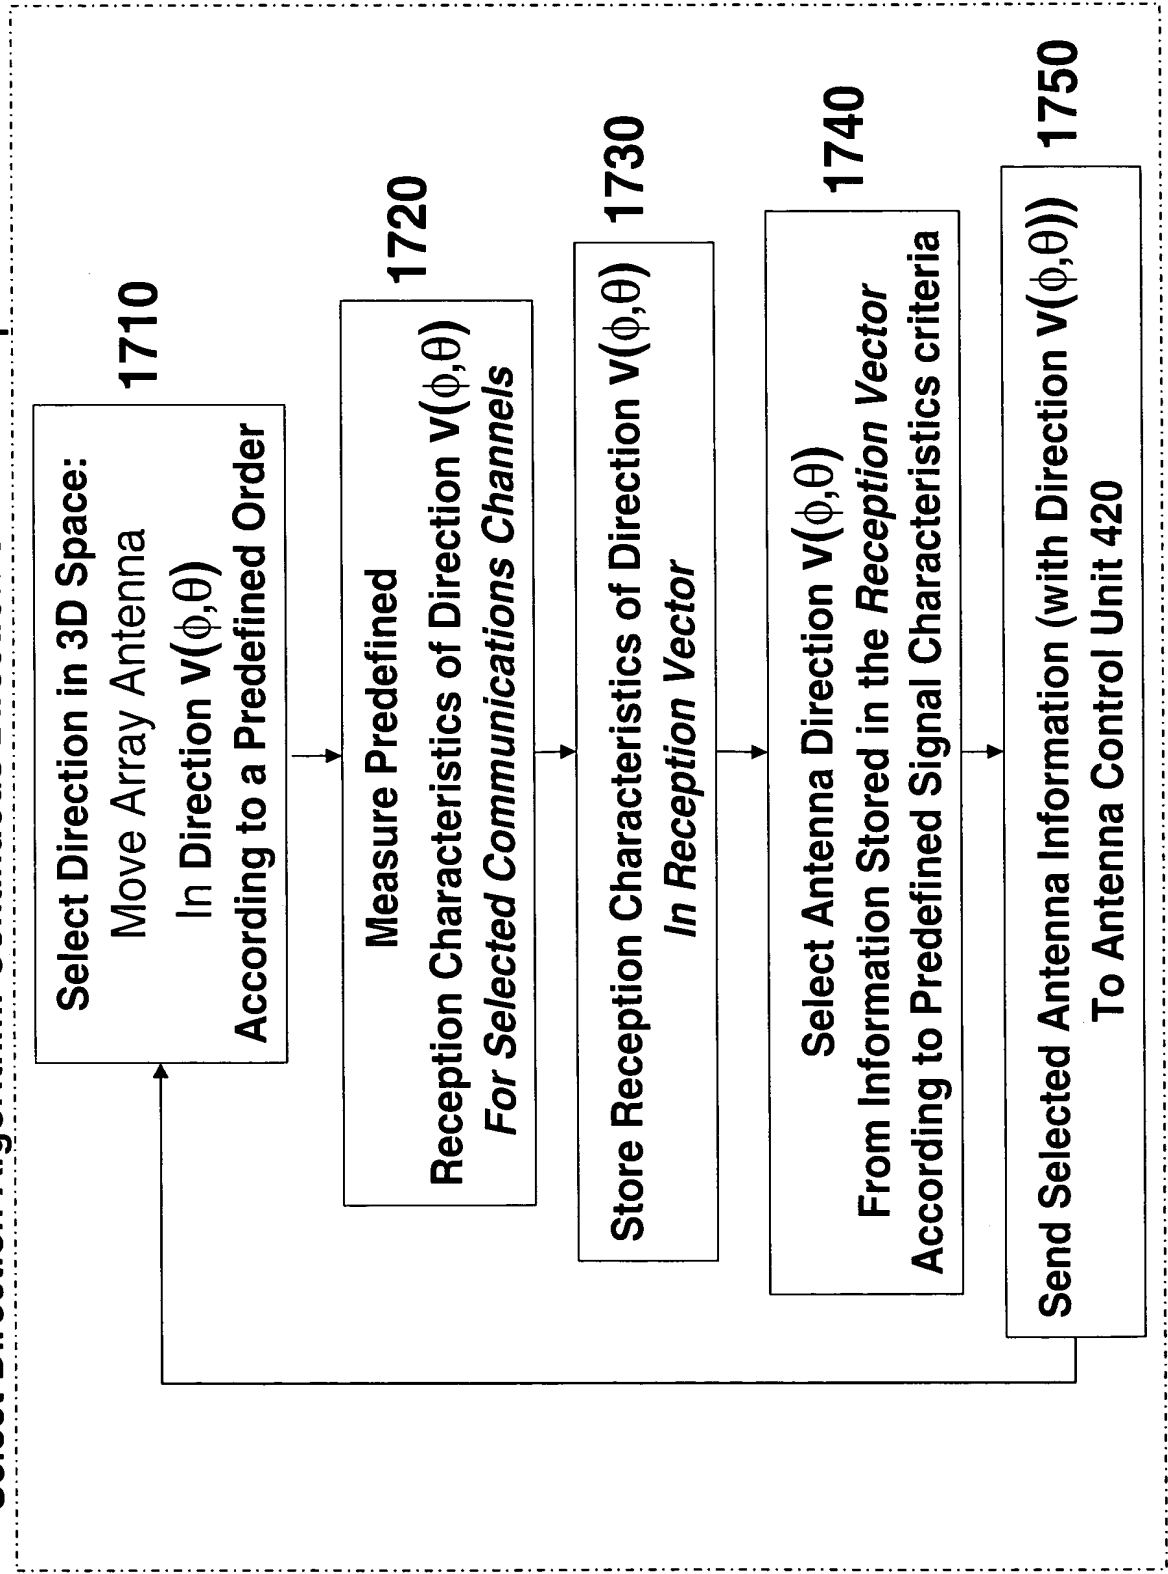 1710
Select Direction in 3D Space:
Move Array Antenna
In Direction V(ϕ,θ)
According to a Predefined Order
1720
Measure Predefined
Reception Characteristics of Direction V(ϕ,θ)
For Selected Communications Channels
1730
Store Reception Characteristics of Direction V(ϕ,θ)
In Reception Vector
1740
Select Antenna Direction V(ϕ,θ)
From Information Stored in the Reception Vector
According to Predefined Signal Characteristics criteria
1750
Send Selected Antenna Information (with Direction V(ϕ,θ))
To Antenna Control Unit 420